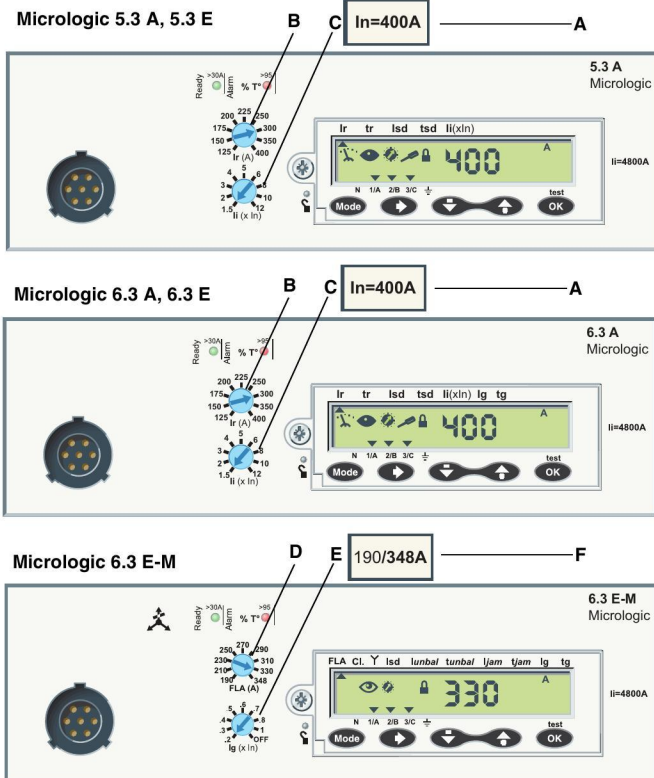 Micrologic 5.3 A, 5.3 E
B
C
In=400A
A
5.3 A
Micrologic
Ready
>30A
Alarm
% T°
>95
200 225 250
175 300
150 350
125 400
Ir (A)
4 5 6
3 8
2 10
1.5 12
Ii (x In)
Ir tr Isd tsd Ii(xIn)
400
A
N 1/A 2/B 3/C
Mode
test
OK
Ii=4800A
Micrologic 6.3 A, 6.3 E
B
C
In=400A
A
6.3 A
Micrologic
Ready
>30A
Alarm
% T°
>95
200 225 250
175 300
150 350
125 400
Ir (A)
4 5 6
3 8
2 10
1.5 12
Ii (x In)
Ir tr Isd tsd Ii(xIn) Ig tg
400
A
N 1/A 2/B 3/C
Mode
test
OK
Ii=4800A
Micrologic 6.3 E-M
D
E
190/348A
F
6.3 E-M
Micrologic
Ready
>30A
Alarm
% T°
>95
250 270 290
230 310
210 330
190 348
FLA (A)
.5 .6 .7
.4 .8
.3 1
.2 OFF
Ig (x In)
FLA Cl. Y Isd Iunbal tunbal Ijam tjam Ig tg
330
A
N 1/A 2/B 3/C
Mode
test
OK
Ii=4800A